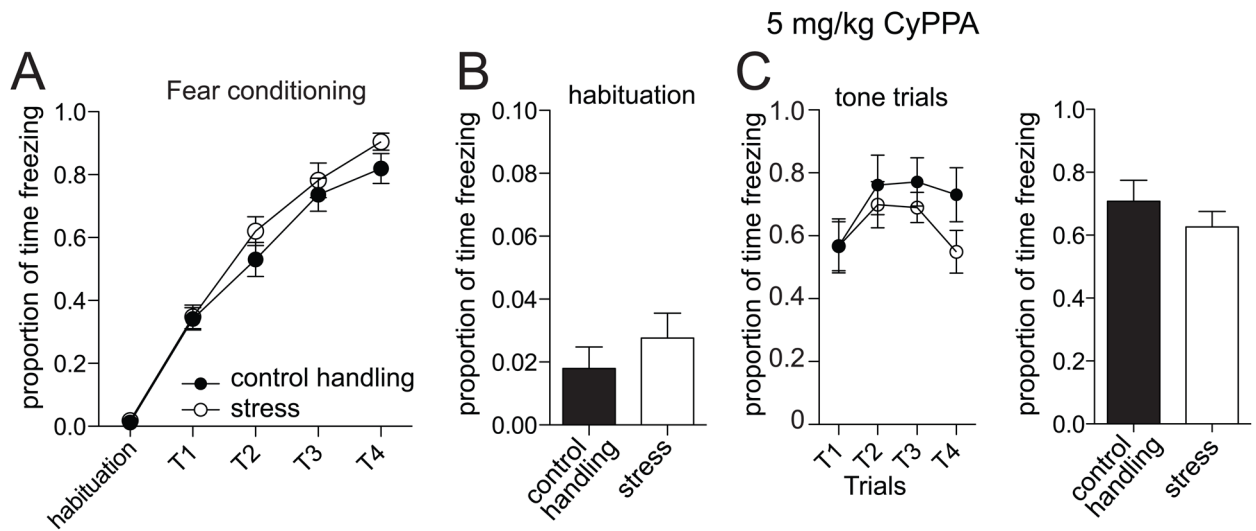 5 mg/kg CyPPA
A
Fear conditioning
proportion of time freezing
1.0
0.8
0.6
0.4
0.2
0.0
control handling
stress
habituation
T1
T2
T3
T4
B
habituation
proportion of time freezing
0.10
0.08
0.06
0.04
0.02
0.00
control
handling
stress
C
tone trials
proportion of time freezing
1.0
0.8
0.6
0.4
0.2
0
T1
T2
T3
T4
Trials
proportion of time freezing
1.0
0.8
0.6
0.4
0.2
0.0
control
handling
stress